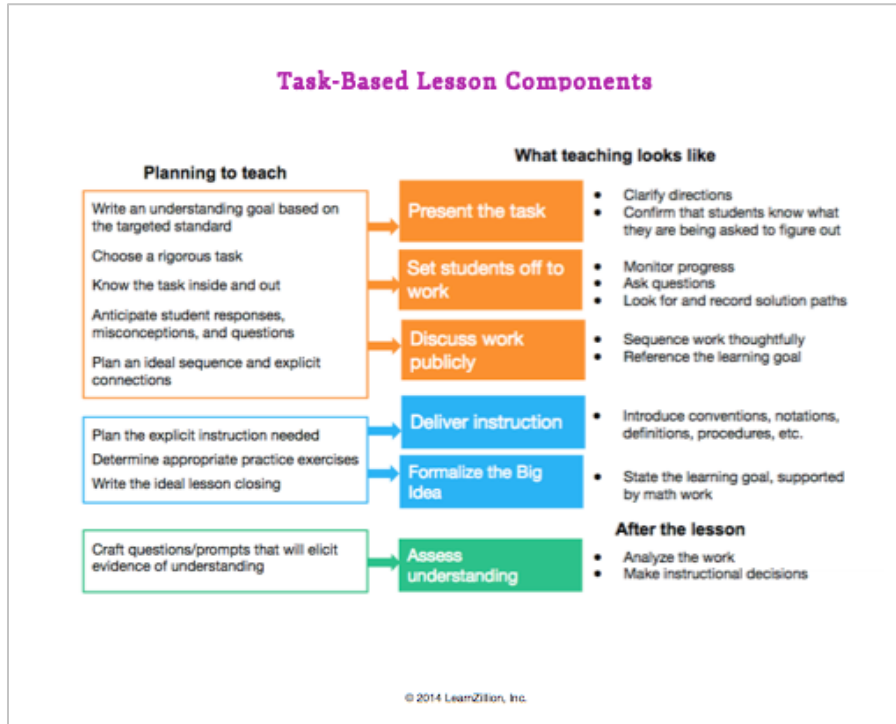 Task-Based Lesson Components
Planning to teach
What teaching looks like
Write an understanding goal based on
the targeted standard
Choose a rigorous task
Know the task inside and out
Anticipate student responses,
misconceptions, and questions
Plan an ideal sequence and explicit
connections
Present the task
• Clarify directions
• Confirm that students know what
they are being asked to figure out
Set students off to
work
• Monitor progress
• Ask questions
• Look for and record solution paths
Discuss work
publicly
• Sequence work thoughtfully
• Reference the learning goal
Plan the explicit instruction needed
Determine appropriate practice exercises
Write the ideal lesson closing
Deliver instruction
• Introduce conventions, notations,
definitions, procedures, etc.
Formalize the Big
Idea
• State the learning goal, supported
by math work
After the lesson
Craft questions/prompts that will elicit
evidence of understanding
Assess
understanding
• Analyze the work
• Make instructional decisions
© 2014 LearnZillion, Inc.